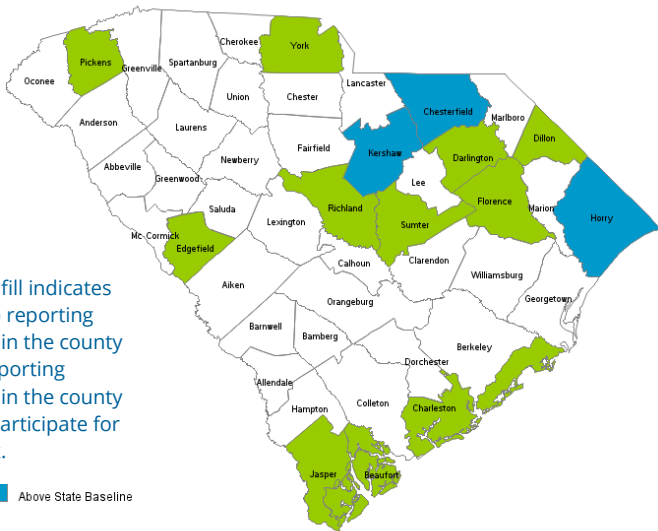 Cherokee
York
Pickens
Greenville
Spartanburg
Oconee
Lancaster
Union
Chester
Chesterfield
Marlboro
Anderson
Laurens
Dillon
Fairfield
Kershaw
Darlington
Abbeville
Newberry
Greenwood
Lee
Florence
Marion
Saluda
Richland
Horry
Lexington
Sumter
Mc-Cormick
Edgefield
Calhoun
Clarendon
Williamsburg
Aiken
Orangeburg
Georgetown
Barnwell
Bamberg
Berkeley
Dorchester
Allendale
Colleton
Hampton
Charleston
Jasper
Beaufort
fill indicates
reporting
in the county
porting
in the county
articipate for
Above State Baseline